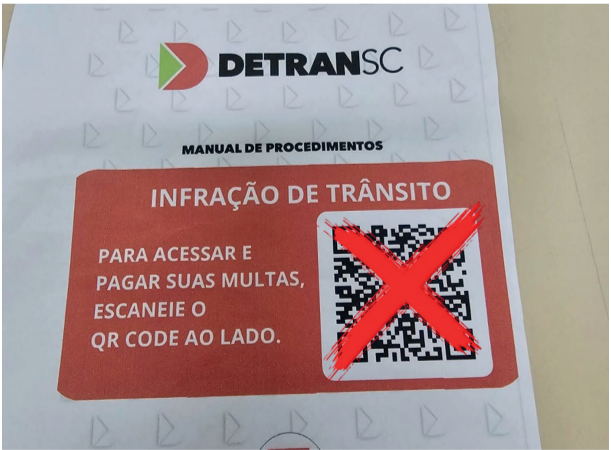 DETRANSC
MANUAL DE PROCEDIMENTOS
INFRAÇÃO DE TRÂNSITO
PARA ACESSAR E
PAGAR SUAS MULTAS,
ESCANEIE O
QR CODE AO LADO.